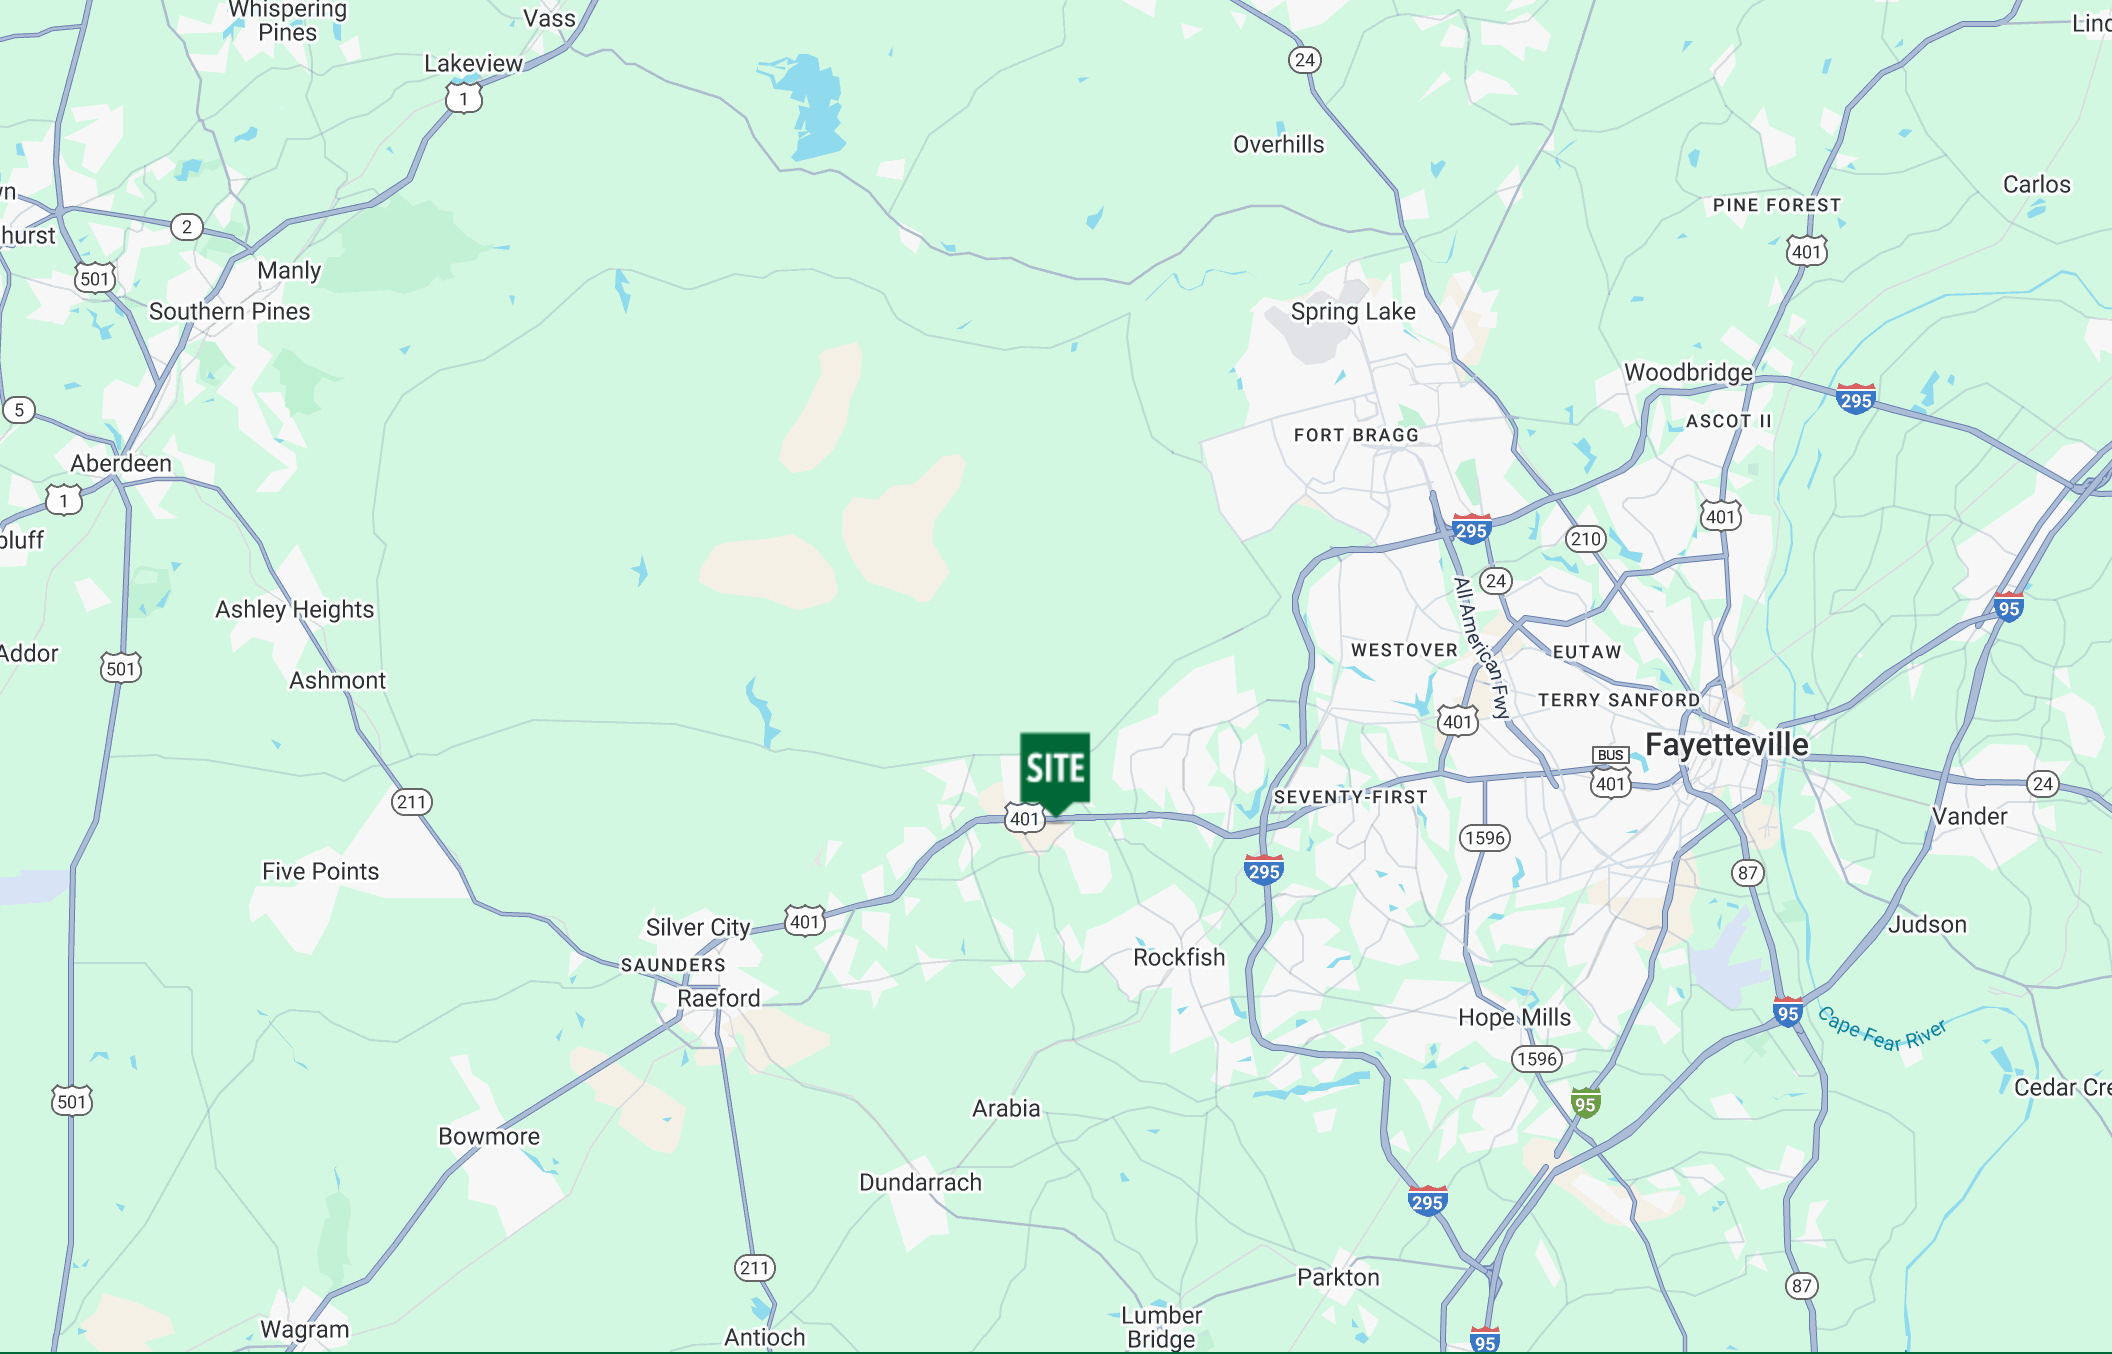 Whispering
Pines
Vass
Lakeview
1
24
Overhills
Linc
Carlos
PINE FOREST
401
vn
2
hurst
501
Manly
Southern Pines
Spring Lake
Woodbridge
295
ASCOT II
5
FORT BRAGG
Aberdeen
1
bluff
295
401
210
24
All American Fwy
95
Ashley Heights
Addor
501
Ashmont
WESTOVER
EUTAW
TERRY SANFORD
401
Fayetteville
BUS
401
SITE
401
211
SEVENTY-FIRST
24
Vander
1596
Five Points
295
87
Silver City
401
SAUNDERS
Raeford
Rockfish
Judson
Hope Mills
95
Cape Fear River
1596
501
95
Cedar Cre
Arabia
Bowmore
Dundarrach
295
211
Parkton
87
Wagram
Antioch
Lumber
Bridge
95